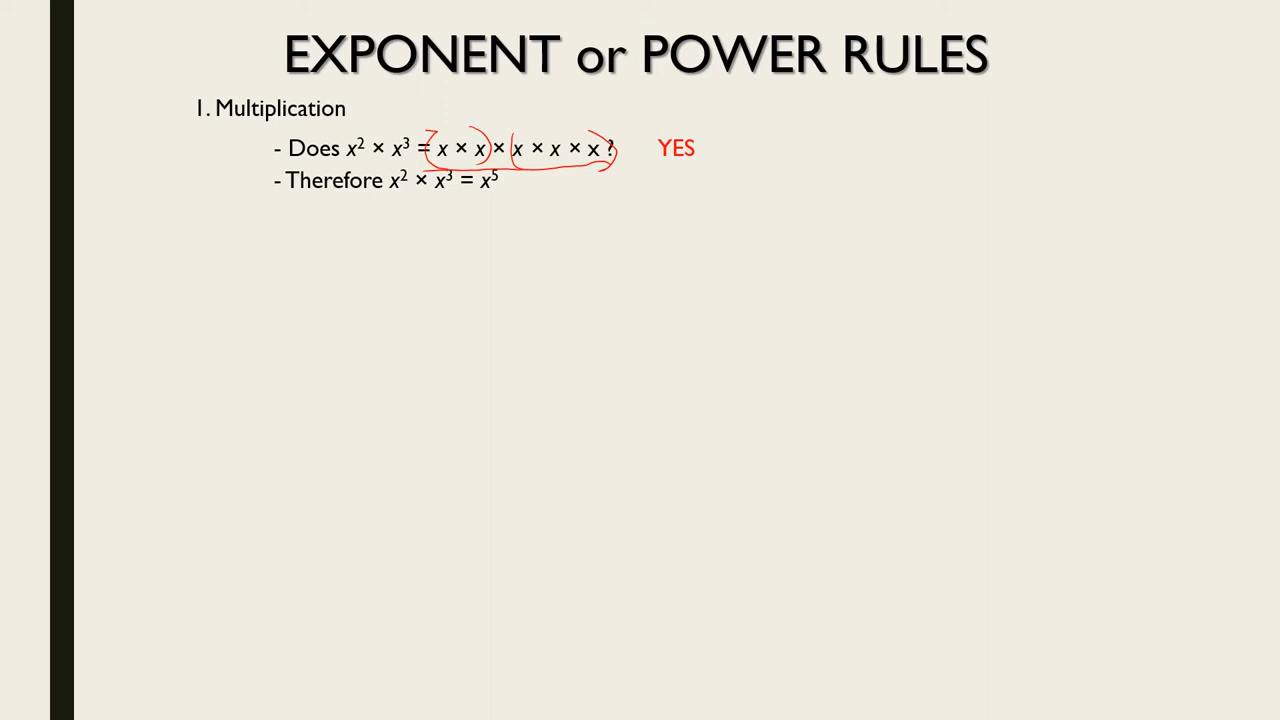 EXPONENT or POWER RULES
1. Multiplication
- Does x² × x³ = x × x × x × x × x ? YES
- Therefore x² × x³ = x⁵